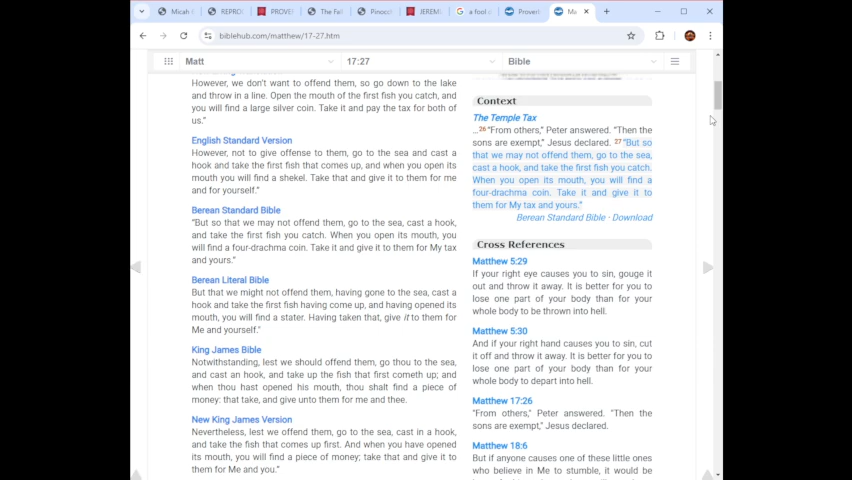 Micah
REPRO
PROVER
The Fall
Pinocc
JEREM
a fool d
Proverb
Ma
biblehub.com/matthew/17-27.htm
Matt
17:27
Bible
However, we don't want to offend them, so go down to the lake
and throw in a line. Open the mouth of the first fish you catch, and
you will find a large silver coin. Take it and pay the tax for both of
us."
English Standard Version
However, not to give offense to them, go to the sea and cast a
hook and take the first fish that comes up, and when you open its
mouth you will find a shekel. Take that and give it to them for me
and for yourself."
Berean Standard Bible
"But so that we may not offend them, go to the sea, cast a hook,
and take the first fish you catch. When you open its mouth, you
will find a four-drachma coin. Take it and give it to them for My tax
and yours."
Berean Literal Bible
But that we might not offend them, having gone to the sea, cast a
hook and take the first fish having come up, and having opened its
mouth, you will find a stater. Having taken that, give it to them for
Me and yourself."
King James Bible
Notwithstanding, lest we should offend them, go thou to the sea,
and cast an hook, and take up the fish that first cometh up; and
when thou hast opened his mouth, thou shalt find a piece of
money: that take, and give unto them for me and thee.
New King James Version
Nevertheless, lest we offend them, go to the sea, cast in a hook,
and take the fish that comes up first. And when you have opened
its mouth, you will find a piece of money; take that and give it to
them for Me and you."
Context
The Temple Tax
…26 "From others," Peter answered. "Then the
sons are exempt," Jesus declared. 27 "But so
that we may not offend them, go to the sea,
cast a hook, and take the first fish you catch.
When you open its mouth, you will find a
four-drachma coin. Take it and give it to
them for My tax and yours."
Berean Standard Bible · Download
Cross References
Matthew 5:29
If your right eye causes you to sin, gouge it
out and throw it away. It is better for you to
lose one part of your body than for your
whole body to be thrown into hell.
Matthew 5:30
And if your right hand causes you to sin, cut
it off and throw it away. It is better for you to
lose one part of your body than for your
whole body to depart into hell.
Matthew 17:26
"From others," Peter answered. "Then the
sons are exempt," Jesus declared.
Matthew 18:6
But if anyone causes one of these little ones
who believe in Me to stumble, it would be